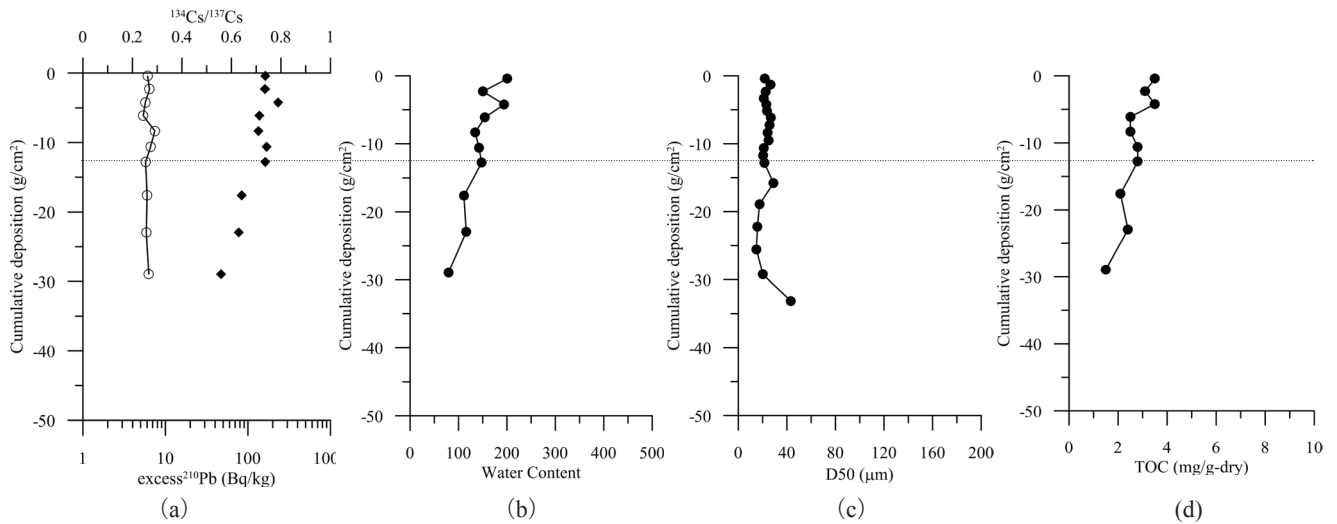 ¹³⁴Cs/¹³⁷Cs
0 0.2 0.4 0.6 0.8 1
0
-10
-20
-30
-40
-50
Cumulative deposition (g/cm²)
1 10 100 100
excess²¹⁰Pb (Bq/kg)
(a)
0
-10
-20
-30
-40
-50
Cumulative deposition (g/cm²)
0 100 200 300 400 500
Water Content
(b)
0
-10
-20
-30
-40
-50
Cumulative deposition (g/cm²)
0 40 80 120 160 200
D50 (μm)
(c)
0
-10
-20
-30
-40
-50
Cumulative deposition (g/cm²)
0 2 4 6 8 10
TOC (mg/g-dry)
(d)